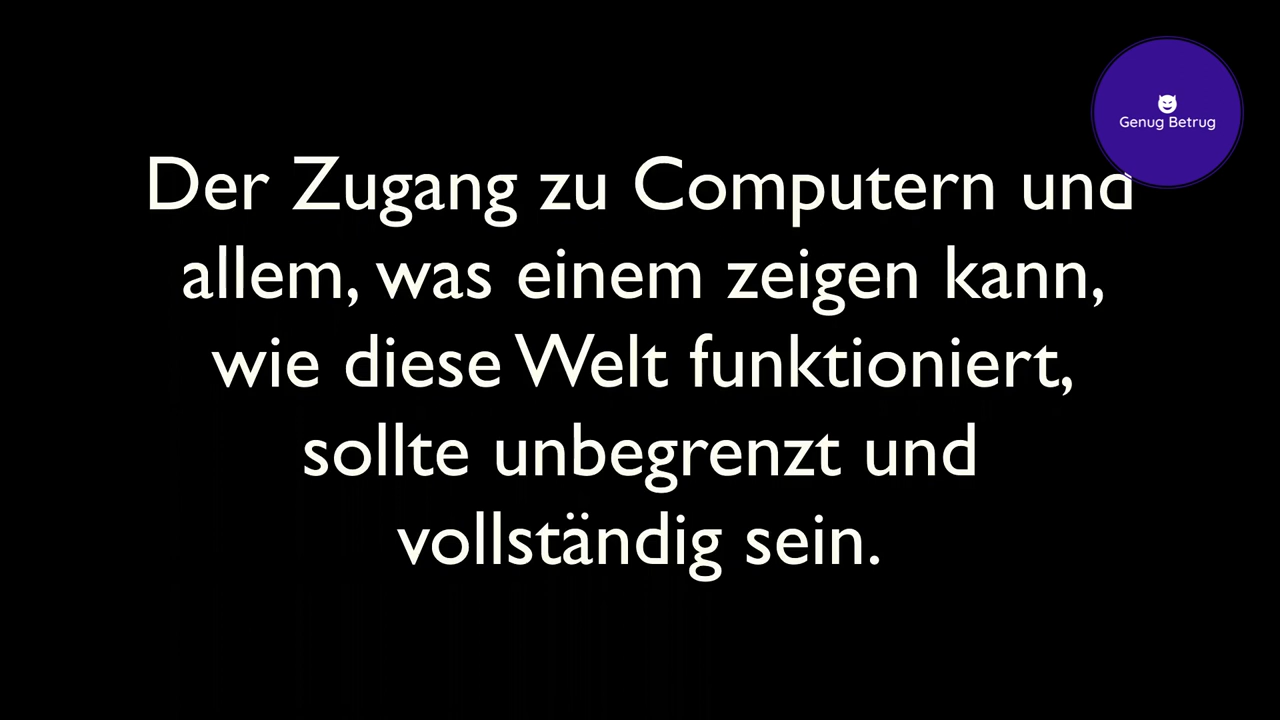 Genug Betrug
Der Zugang zu Computern und
allem, was einem zeigen kann,
wie diese Welt funktioniert,
sollte unbegrenzt und
vollständig sein.